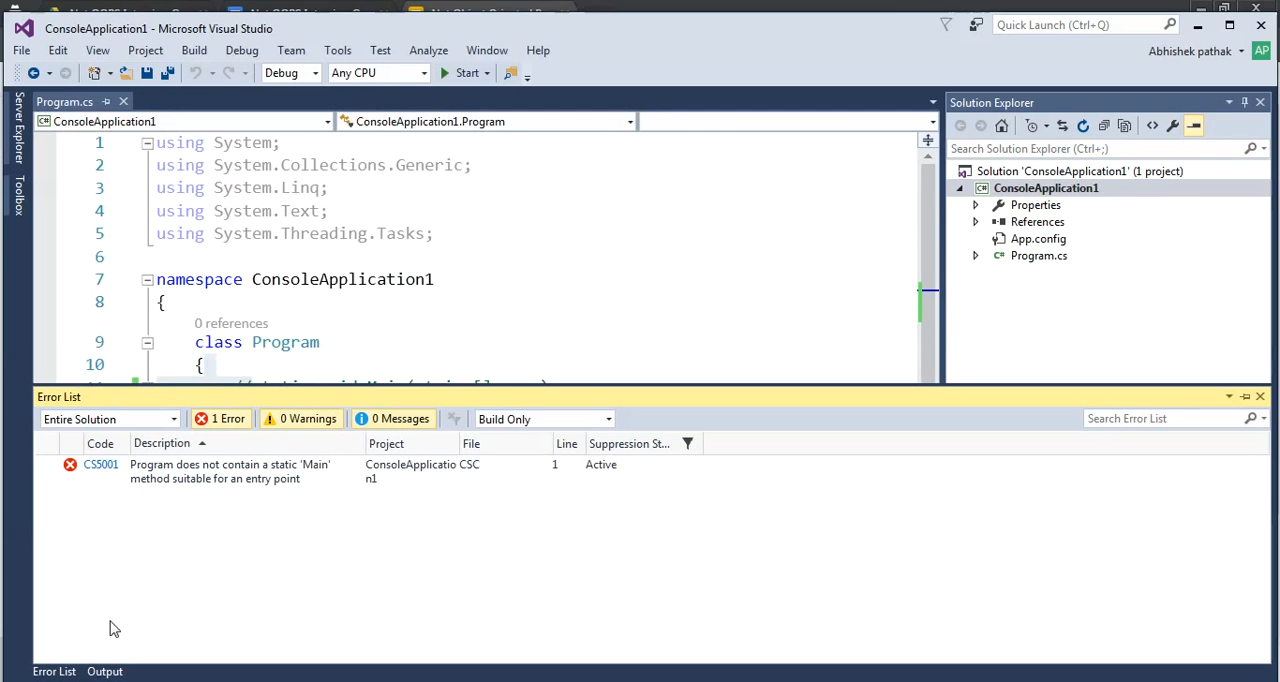 ConsoleApplication1 - Microsoft Visual Studio
Quick Launch (Ctrl+Q)
File Edit View Project Build Debug Team Tools Test Analyze Window Help
Abhishek pathak AP
Debug Any CPU Start
Server Explorer
Toolbox
Program.cs
ConsoleApplication1 ConsoleApplication1.Program
1 using System;
2 using System.Collections.Generic;
3 using System.Linq;
4 using System.Text;
5 using System.Threading.Tasks;
6
7 namespace ConsoleApplication1
8 {
0 references
9 class Program
10 {
Solution Explorer
Search Solution Explorer (Ctrl+;)
Solution 'ConsoleApplication1' (1 project)
ConsoleApplication1
Properties
References
App.config
Program.cs
Error List
Entire Solution 1 Error 0 Warnings 0 Messages Build Only Search Error List
Code Description Project File Line Suppression St...
CS5001 Program does not contain a static 'Main' ConsoleApplicatio CSC 1 Active
method suitable for an entry point n1
Error List Output